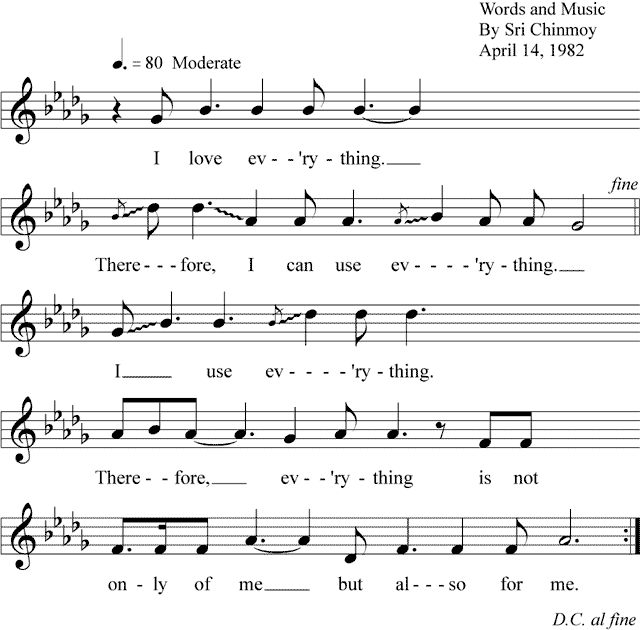 Words and Music
By Sri Chinmoy
April 14, 1982
= 80 Moderate
I love ev - - 'ry - thing.
fine
There - - - fore, I can use ev - - - - 'ry - thing.
I use ev - - - - 'ry - thing.
There - - fore, ev - 'ry - thing is not
on - ly of me but al - - - so for me.
D.C. al fine